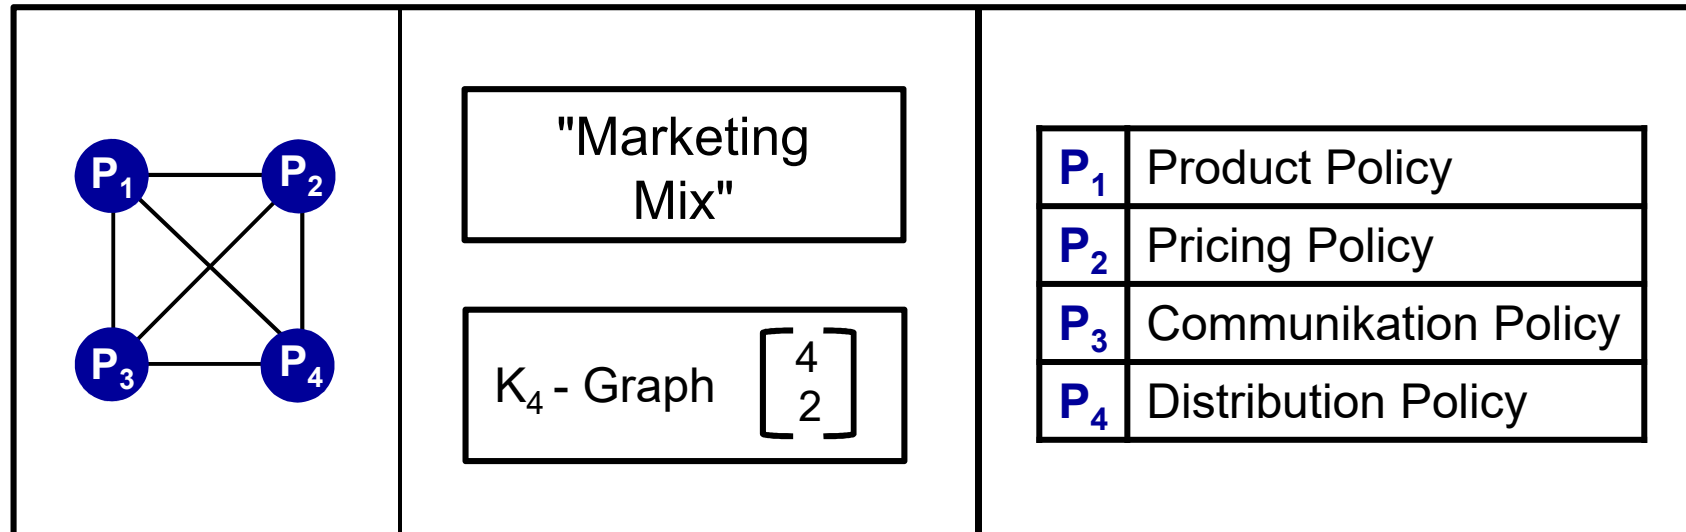 P₁ P₂
P₃ P₄
"Marketing
Mix"
K₄ - Graph [4
2]
P₁ Product Policy
P₂ Pricing Policy
P₃ Communikation Policy
P₄ Distribution Policy